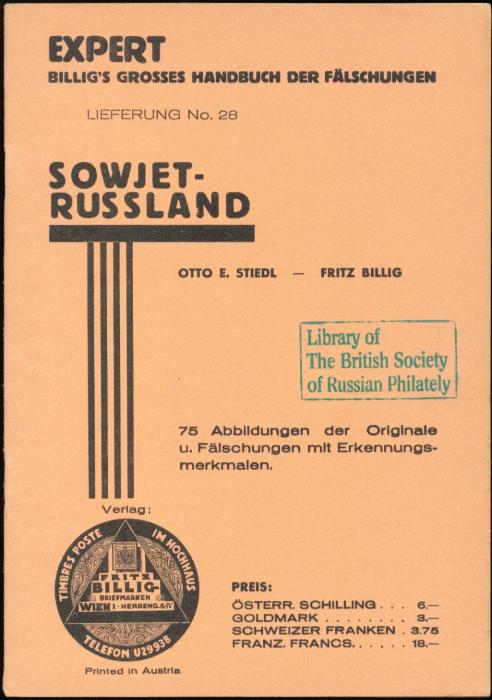 EXPERT
BILLIG'S GROSSES HANDBUCH DER FÄLSCHUNGEN
LIEFERUNG No. 28
SOWJET-
RUSSLAND
OTTO E. STIEDL — FRITZ BILLIG
Library of
The British Society
of Russian Philately
75 Abbildungen der Originale
u. Fälschungen mit Erkennungs-
merkmalen.
Verlag:
TIMBRES POSTE IM HOCHHAUS
FRITZ
BILLIG
BRIEFMARKEN
WIEN I · HERRENG. 6/IV
TELEFON U29938
Printed in Austria
PREIS:
ÖSTERR. SCHILLING . . . 6.—
GOLDMARK . . . . . . . . 3.—
SCHWEIZER FRANKEN . 3.75
FRANZ. FRANCS. . . . . . 18.—